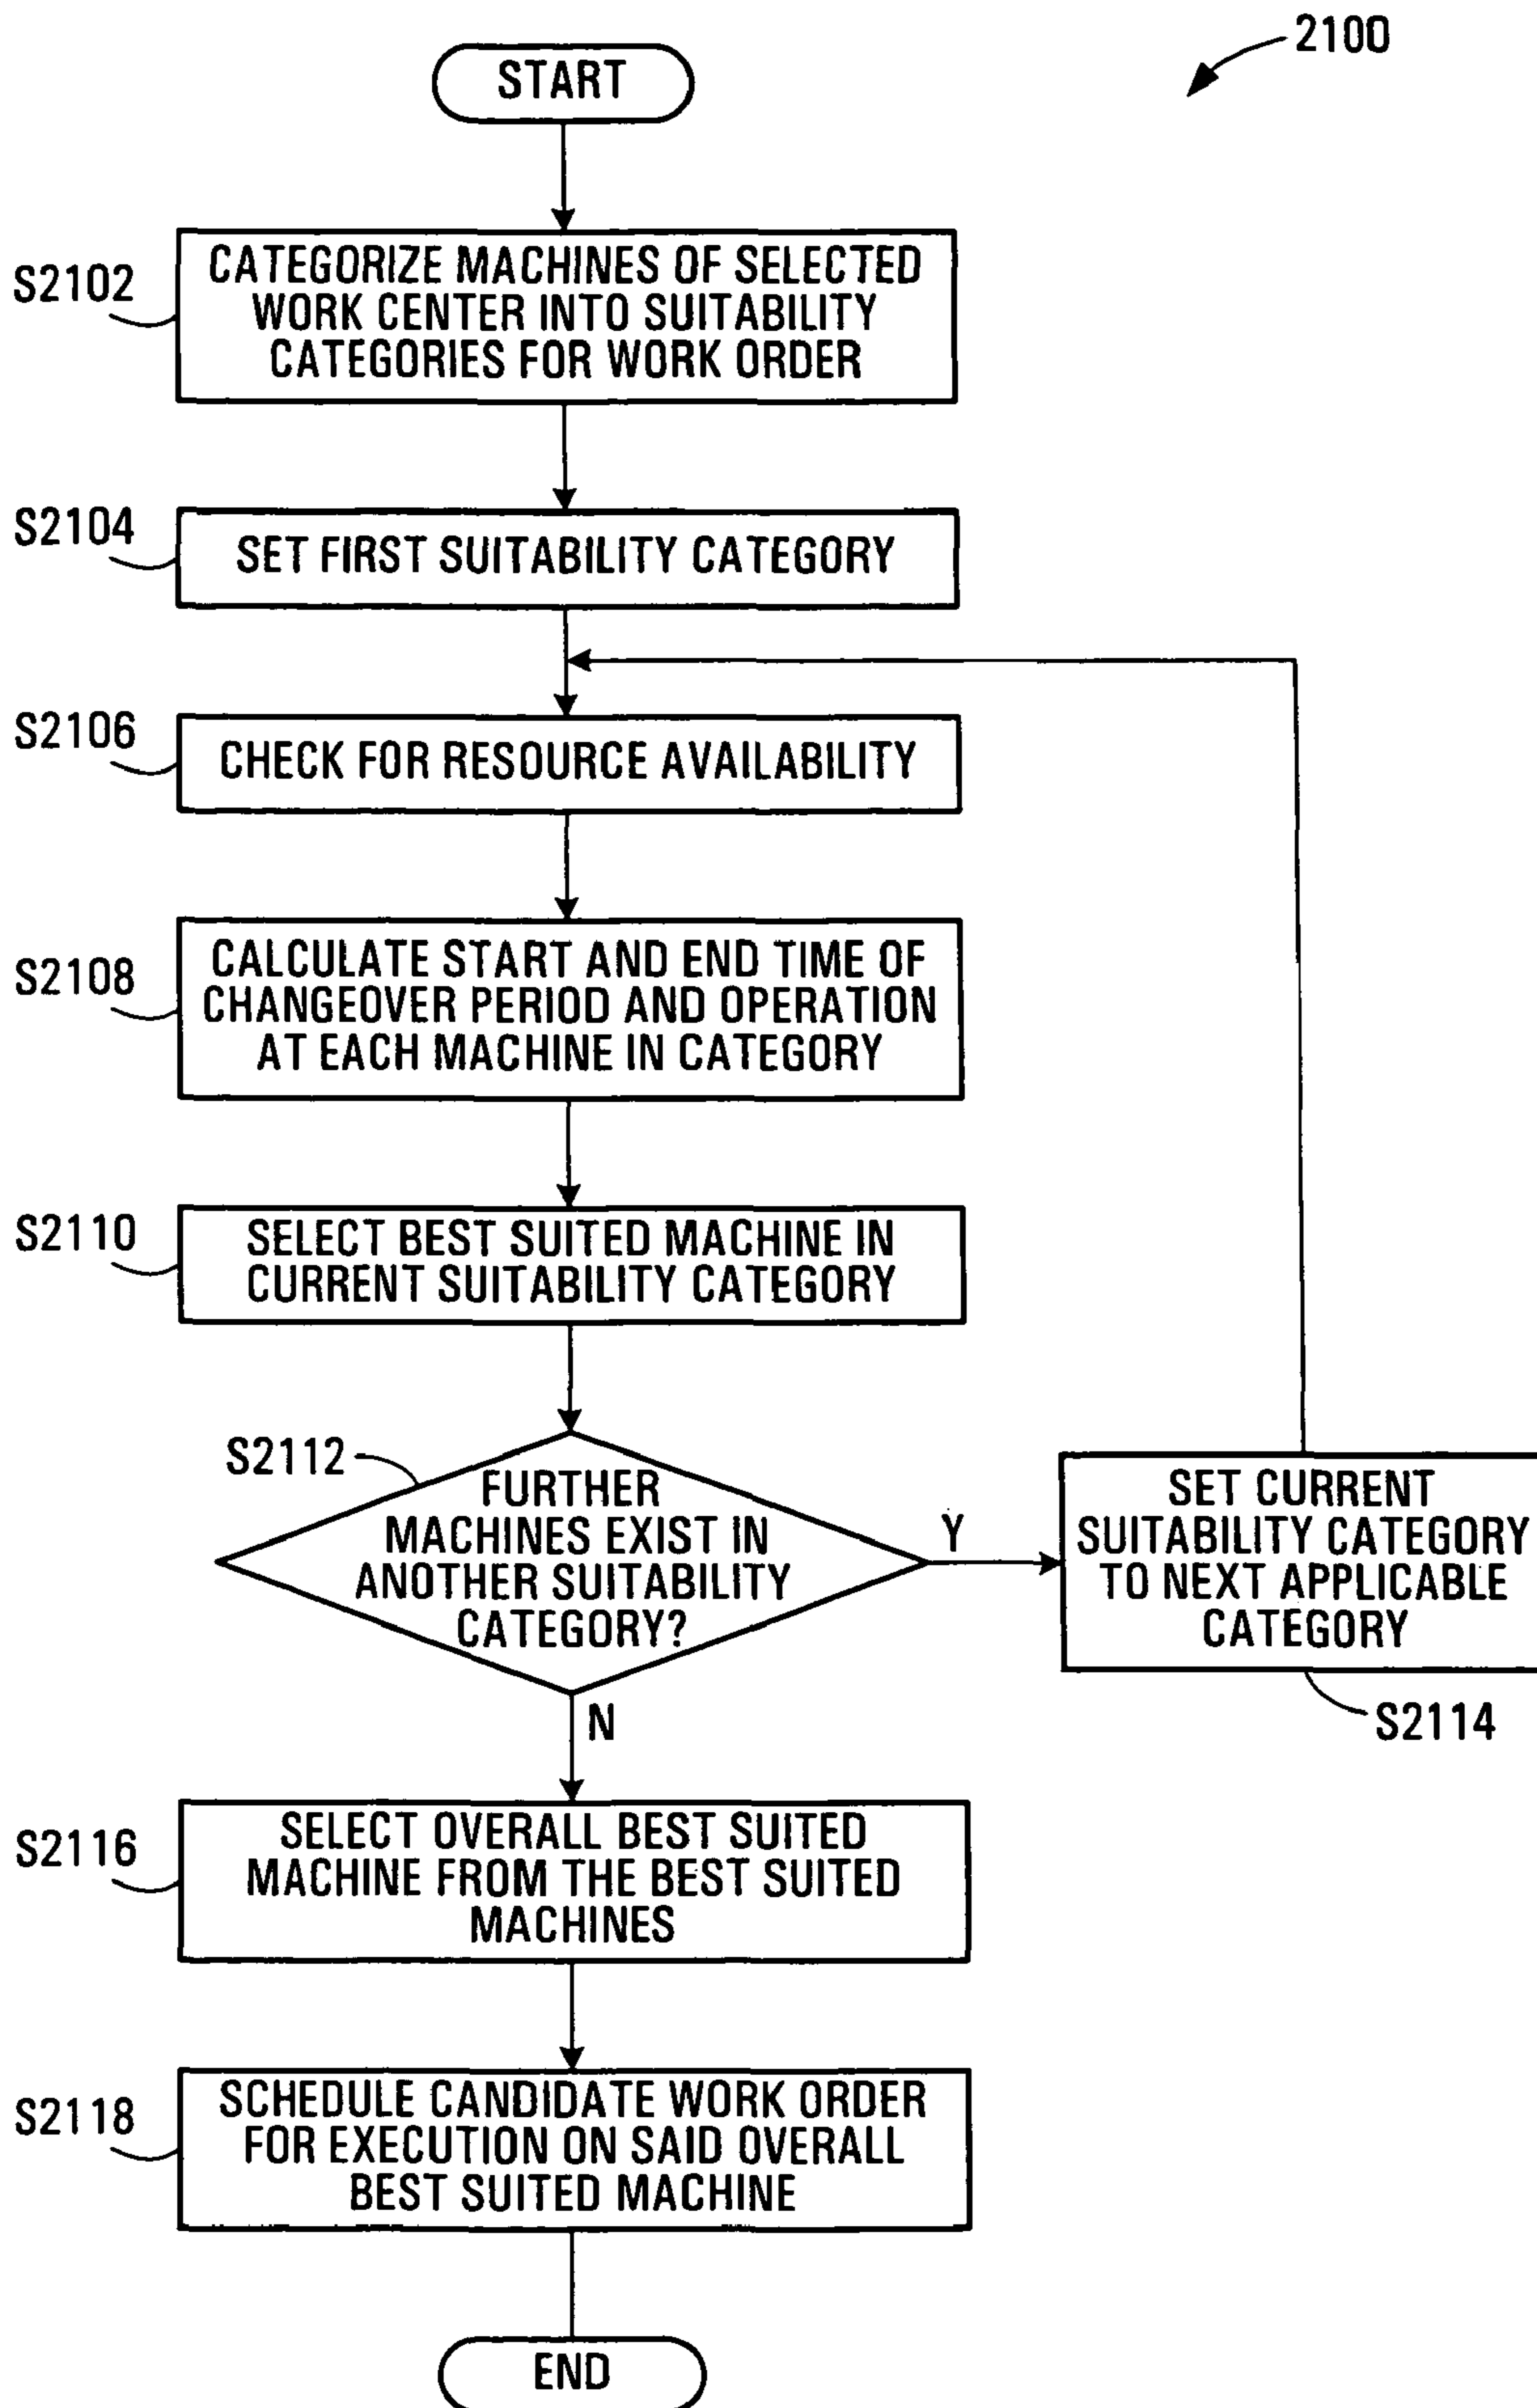 2100
START
S2102
CATEGORIZE MACHINES OF SELECTED
WORK CENTER INTO SUITABILITY
CATEGORIES FOR WORK ORDER
S2104
SET FIRST SUITABILITY CATEGORY
S2106
CHECK FOR RESOURCE AVAILABILITY
S2108
CALCULATE START AND END TIME OF
CHANGEOVER PERIOD AND OPERATION
AT EACH MACHINE IN CATEGORY
S2110
SELECT BEST SUITED MACHINE IN
CURRENT SUITABILITY CATEGORY
S2112
FURTHER
MACHINES EXIST IN
ANOTHER SUITABILITY
CATEGORY?
Y
SET CURRENT
SUITABILITY CATEGORY
TO NEXT APPLICABLE
CATEGORY
S2114
N
S2116
SELECT OVERALL BEST SUITED
MACHINE FROM THE BEST SUITED
MACHINES
S2118
SCHEDULE CANDIDATE WORK ORDER
FOR EXECUTION ON SAID OVERALL
BEST SUITED MACHINE
END